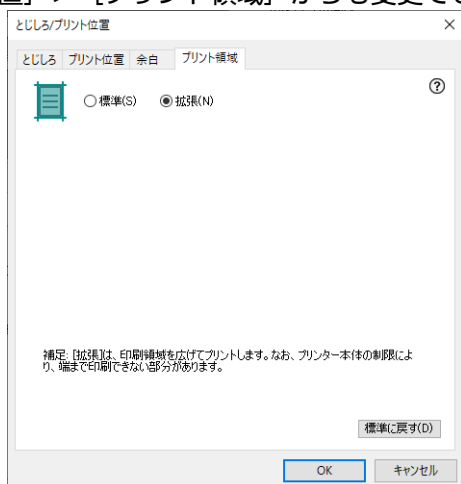 とじしろ/プリント位置
とじしろ プリント位置 余白 プリント領域
標準(S) 拡張(N)
補足: [拡張]は、印刷領域を広げてプリントします。なお、プリンター本体の制限によ
り、端まで印刷できない部分があります。
標準に戻す(D)
OK キャンセル